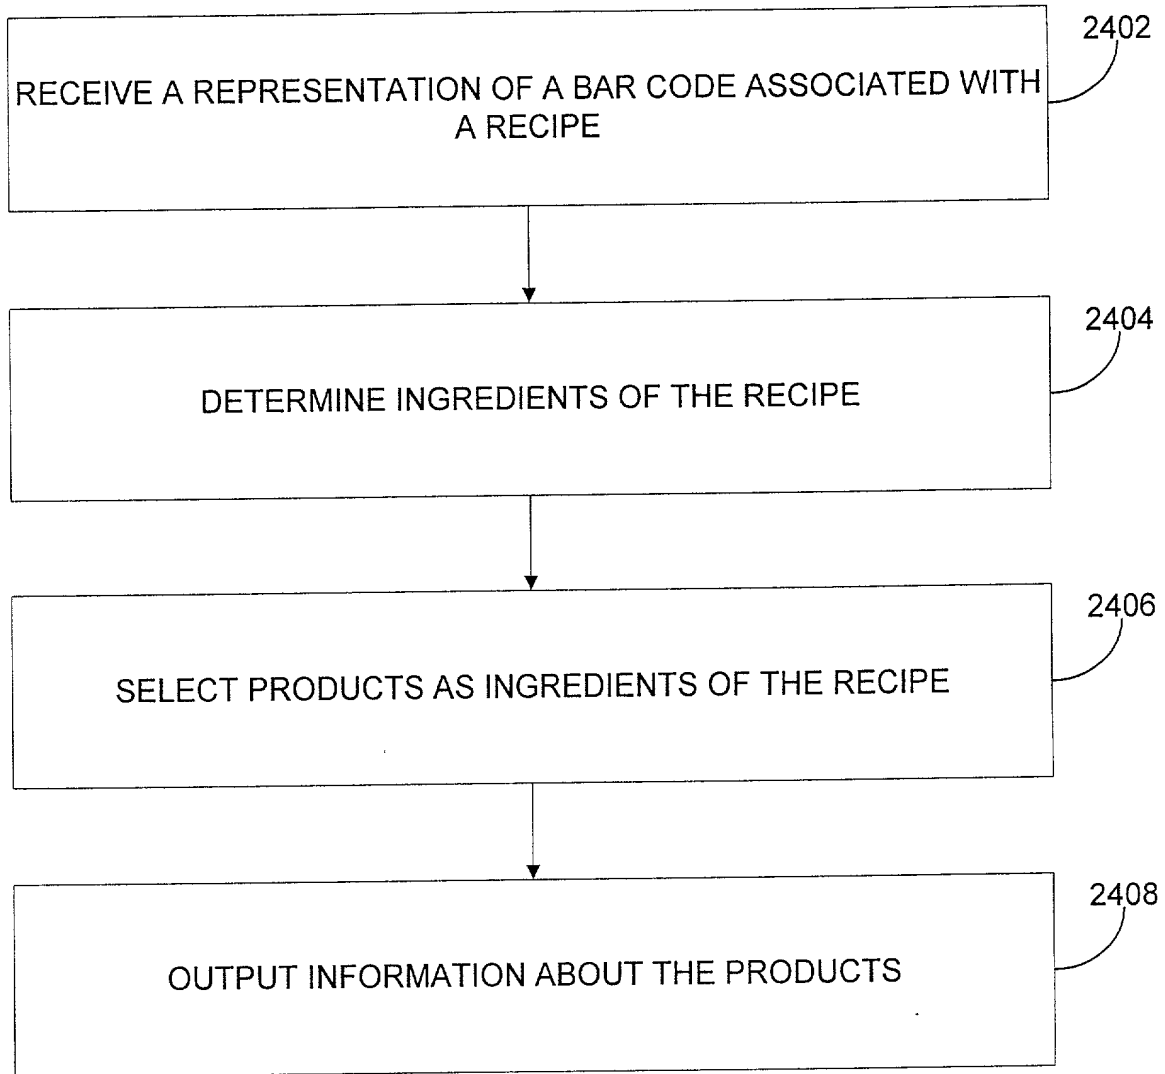 2402
RECEIVE A REPRESENTATION OF A BAR CODE ASSOCIATED WITH
A RECIPE
2404
DETERMINE INGREDIENTS OF THE RECIPE
2406
SELECT PRODUCTS AS INGREDIENTS OF THE RECIPE
2408
OUTPUT INFORMATION ABOUT THE PRODUCTS